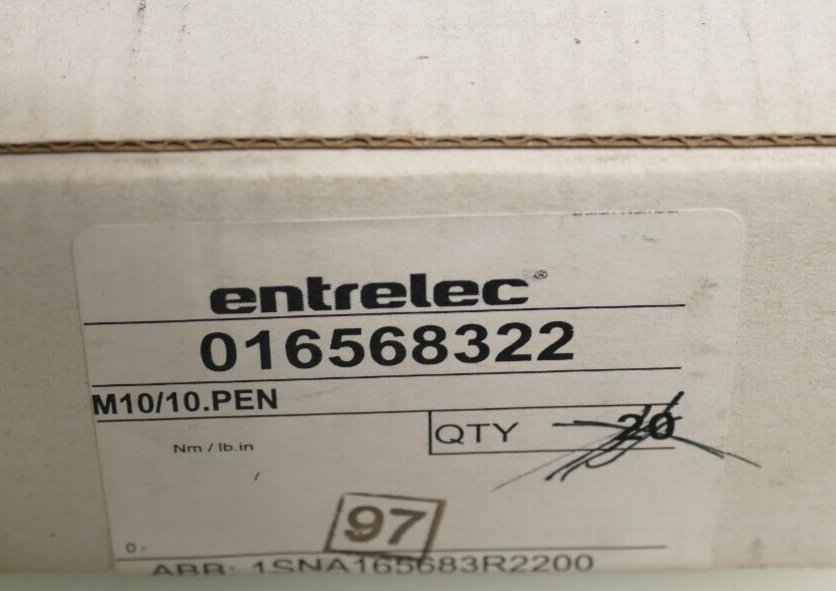 entrelec®
016568322
M10/10.PEN
QTY 20
Nm / lb.in
/
97
0 -
ABB: 1SNA165683R2200